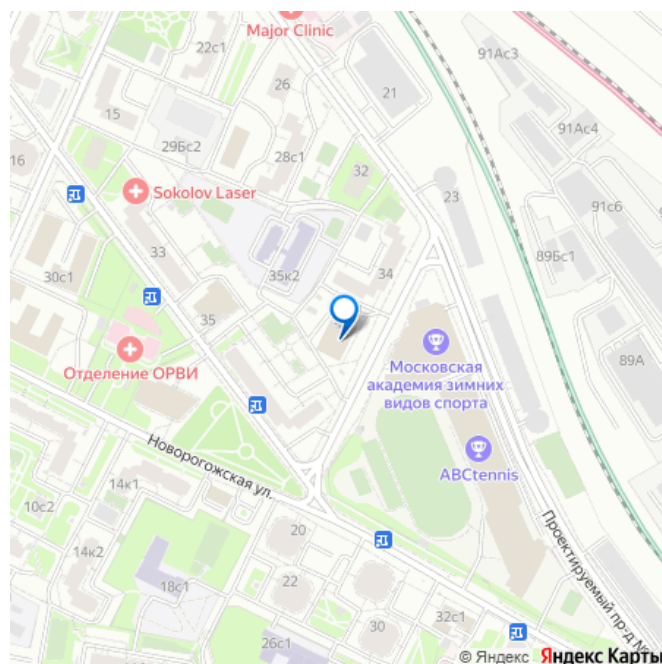 Major Clinic
22с1
91Ас3
26
21
15
91Ас4
29Бс2
28с1
32
16
Sokolov Laser
23
91с6
33
89Бс1
30с1
35к2
34
35
Отделение ОРВИ
Московская
академия зимних
видов спорта
89А
Новорогожская ул.
ABCtennis
14к1
10с2
20
Проектируемый пр-д №
14к2
18с1
22
32с1
30
26с1
© Яндекс Яндекс Карты